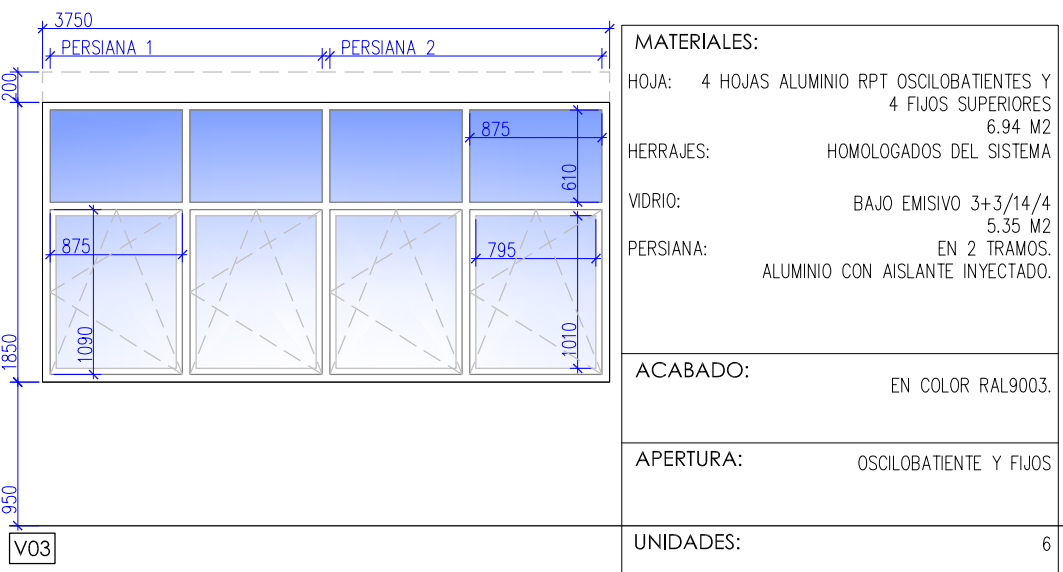 3750
PERSIANA 1
PERSIANA 2
200
875
610
875
795
1090
1010
1850
950
V03
MATERIALES:
HOJA: 4 HOJAS ALUMINIO RPT OSCILOBATIENTES Y
4 FIJOS SUPERIORES
6.94 M2
HERRAJES: HOMOLOGADOS DEL SISTEMA
VIDRIO: BAJO EMISIVO 3+3/14/4
5.35 M2
PERSIANA: EN 2 TRAMOS.
ALUMINIO CON AISLANTE INYECTADO.
ACABADO:
EN COLOR RAL9003.
APERTURA: OSCILOBATIENTE Y FIJOS
UNIDADES: 6